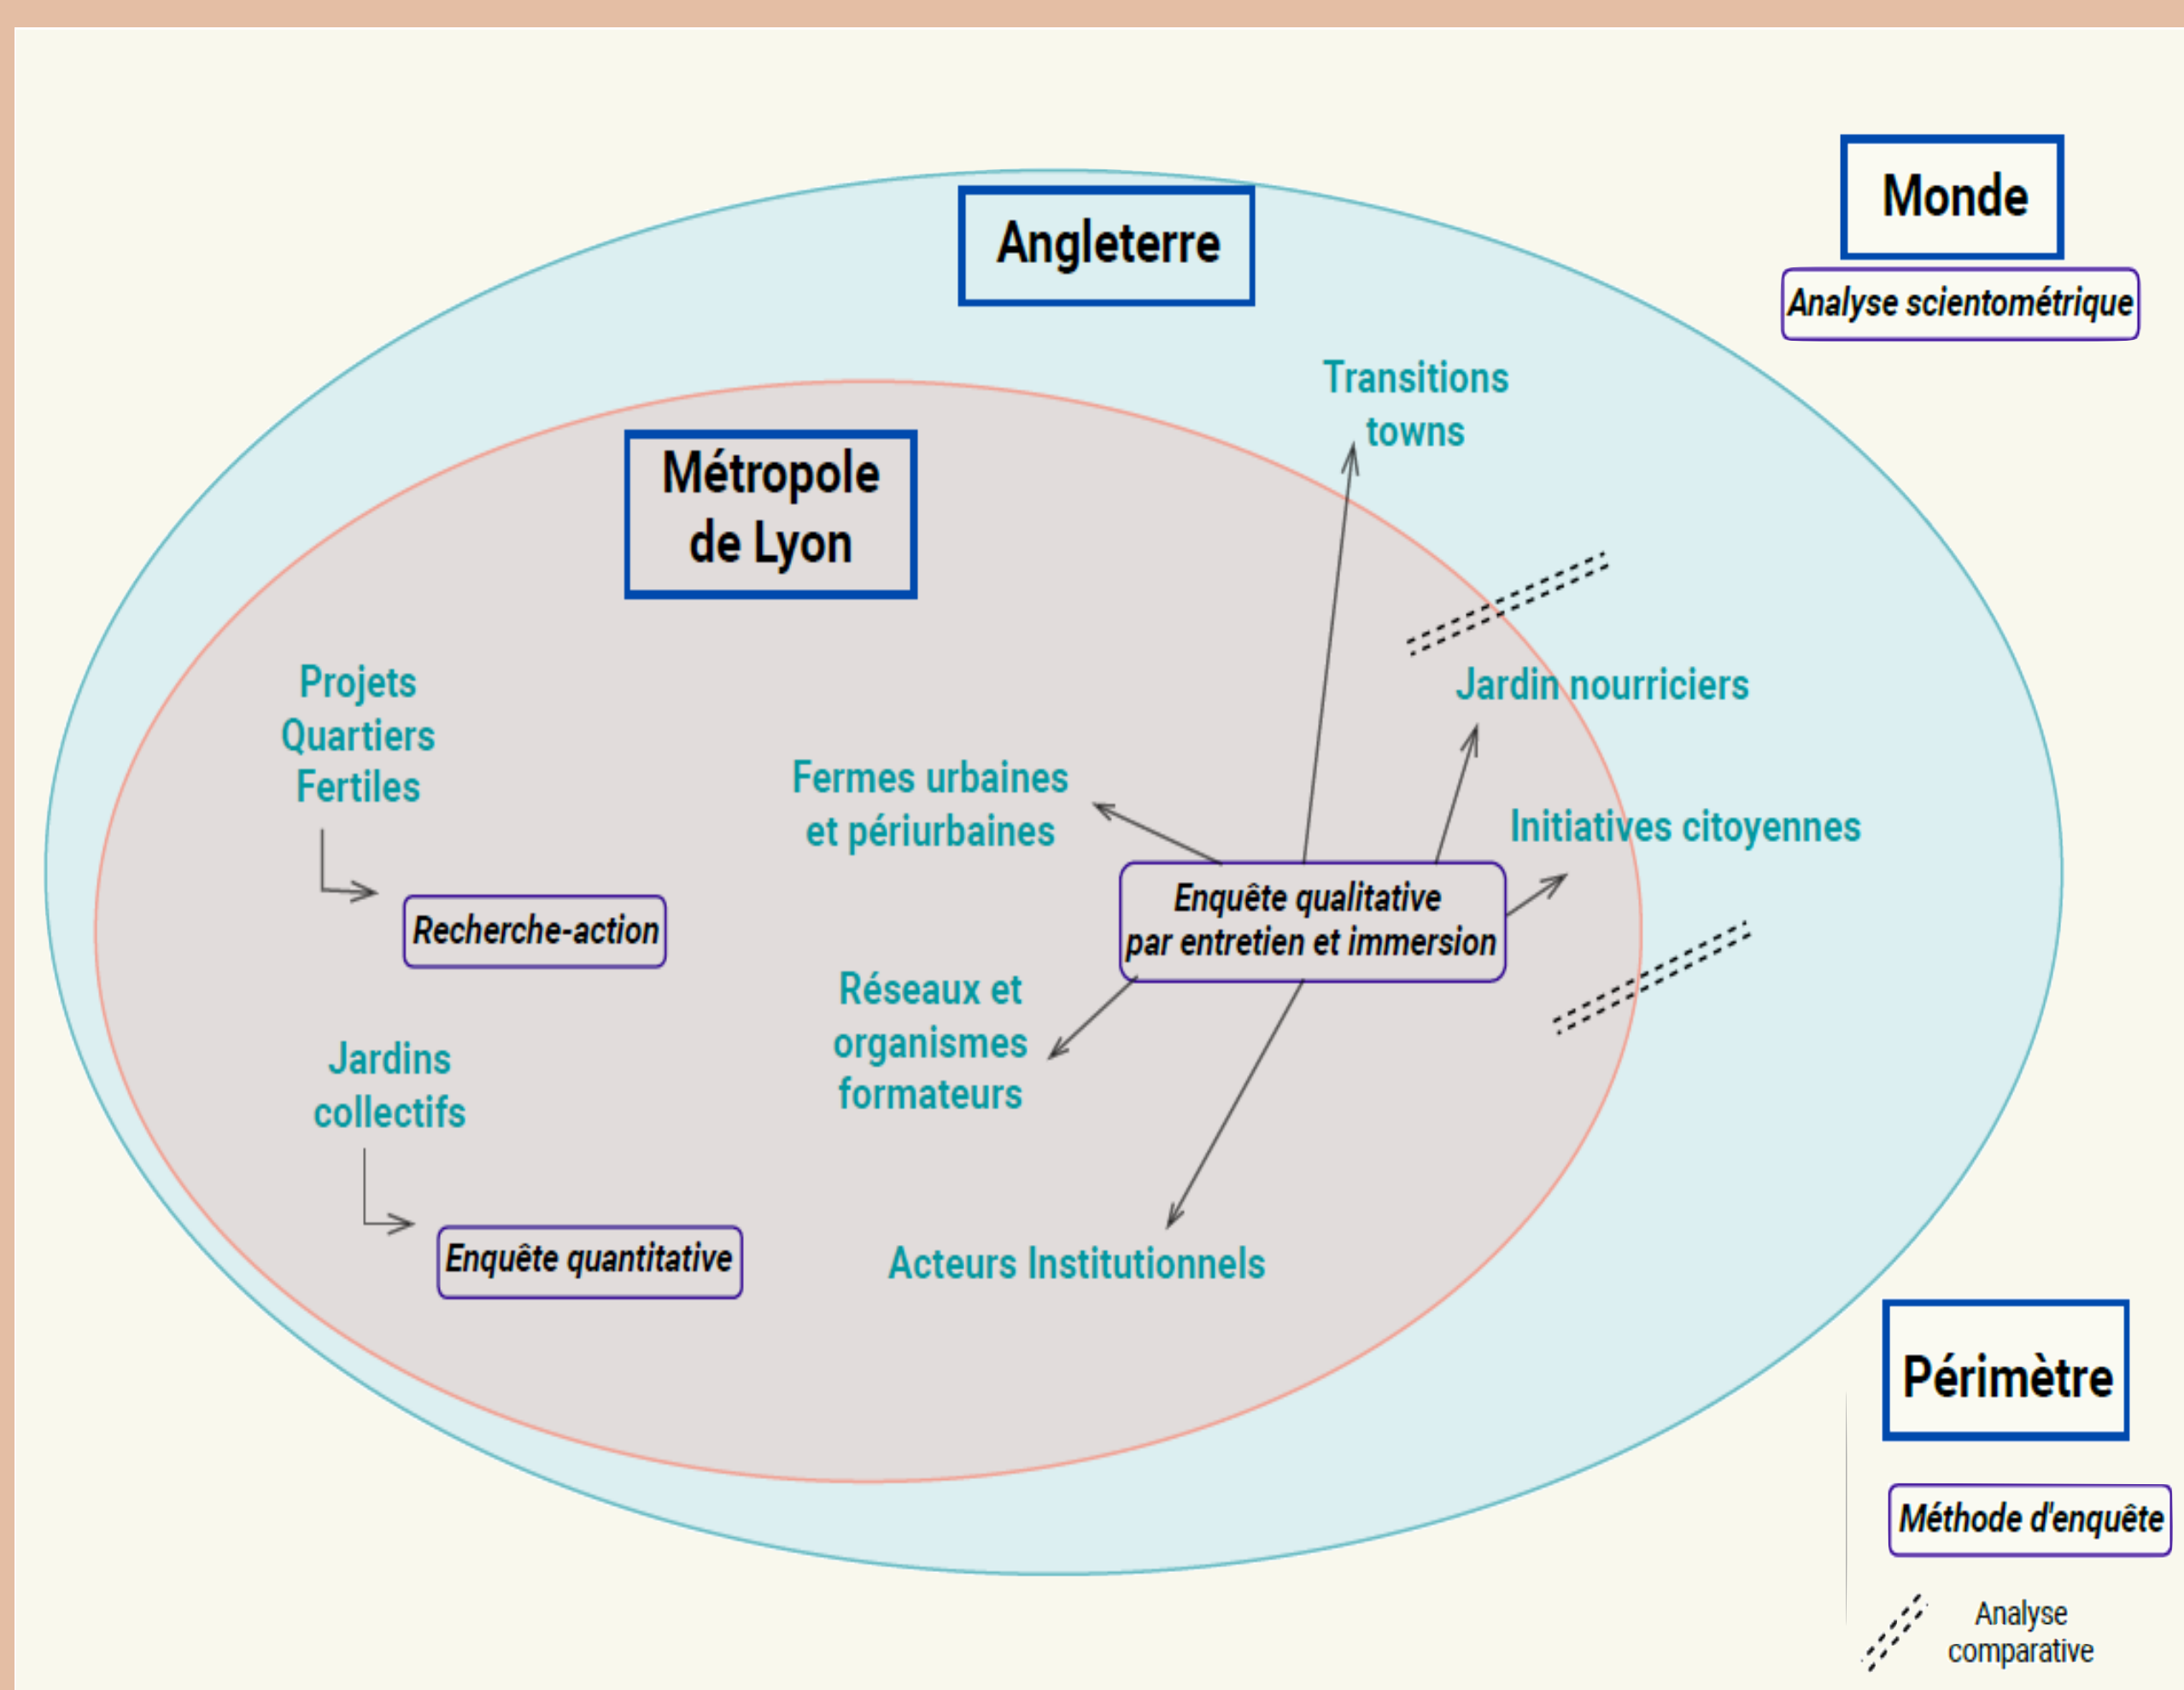 Monde
Analyse scientométrique
Angleterre
Transitions
towns
Métropole
de Lyon
Jardin nourriciers
Projets
Quartiers
Fertiles
Fermes urbaines
et périurbaines
Initiatives citoyennes
Enquête qualitative
par entretien et immersion
Recherche-action
Réseaux et
organismes
formateurs
Jardins
collectifs
Enquête quantitative
Acteurs Institutionnels
Périmètre
Méthode d'enquête
Analyse
comparative